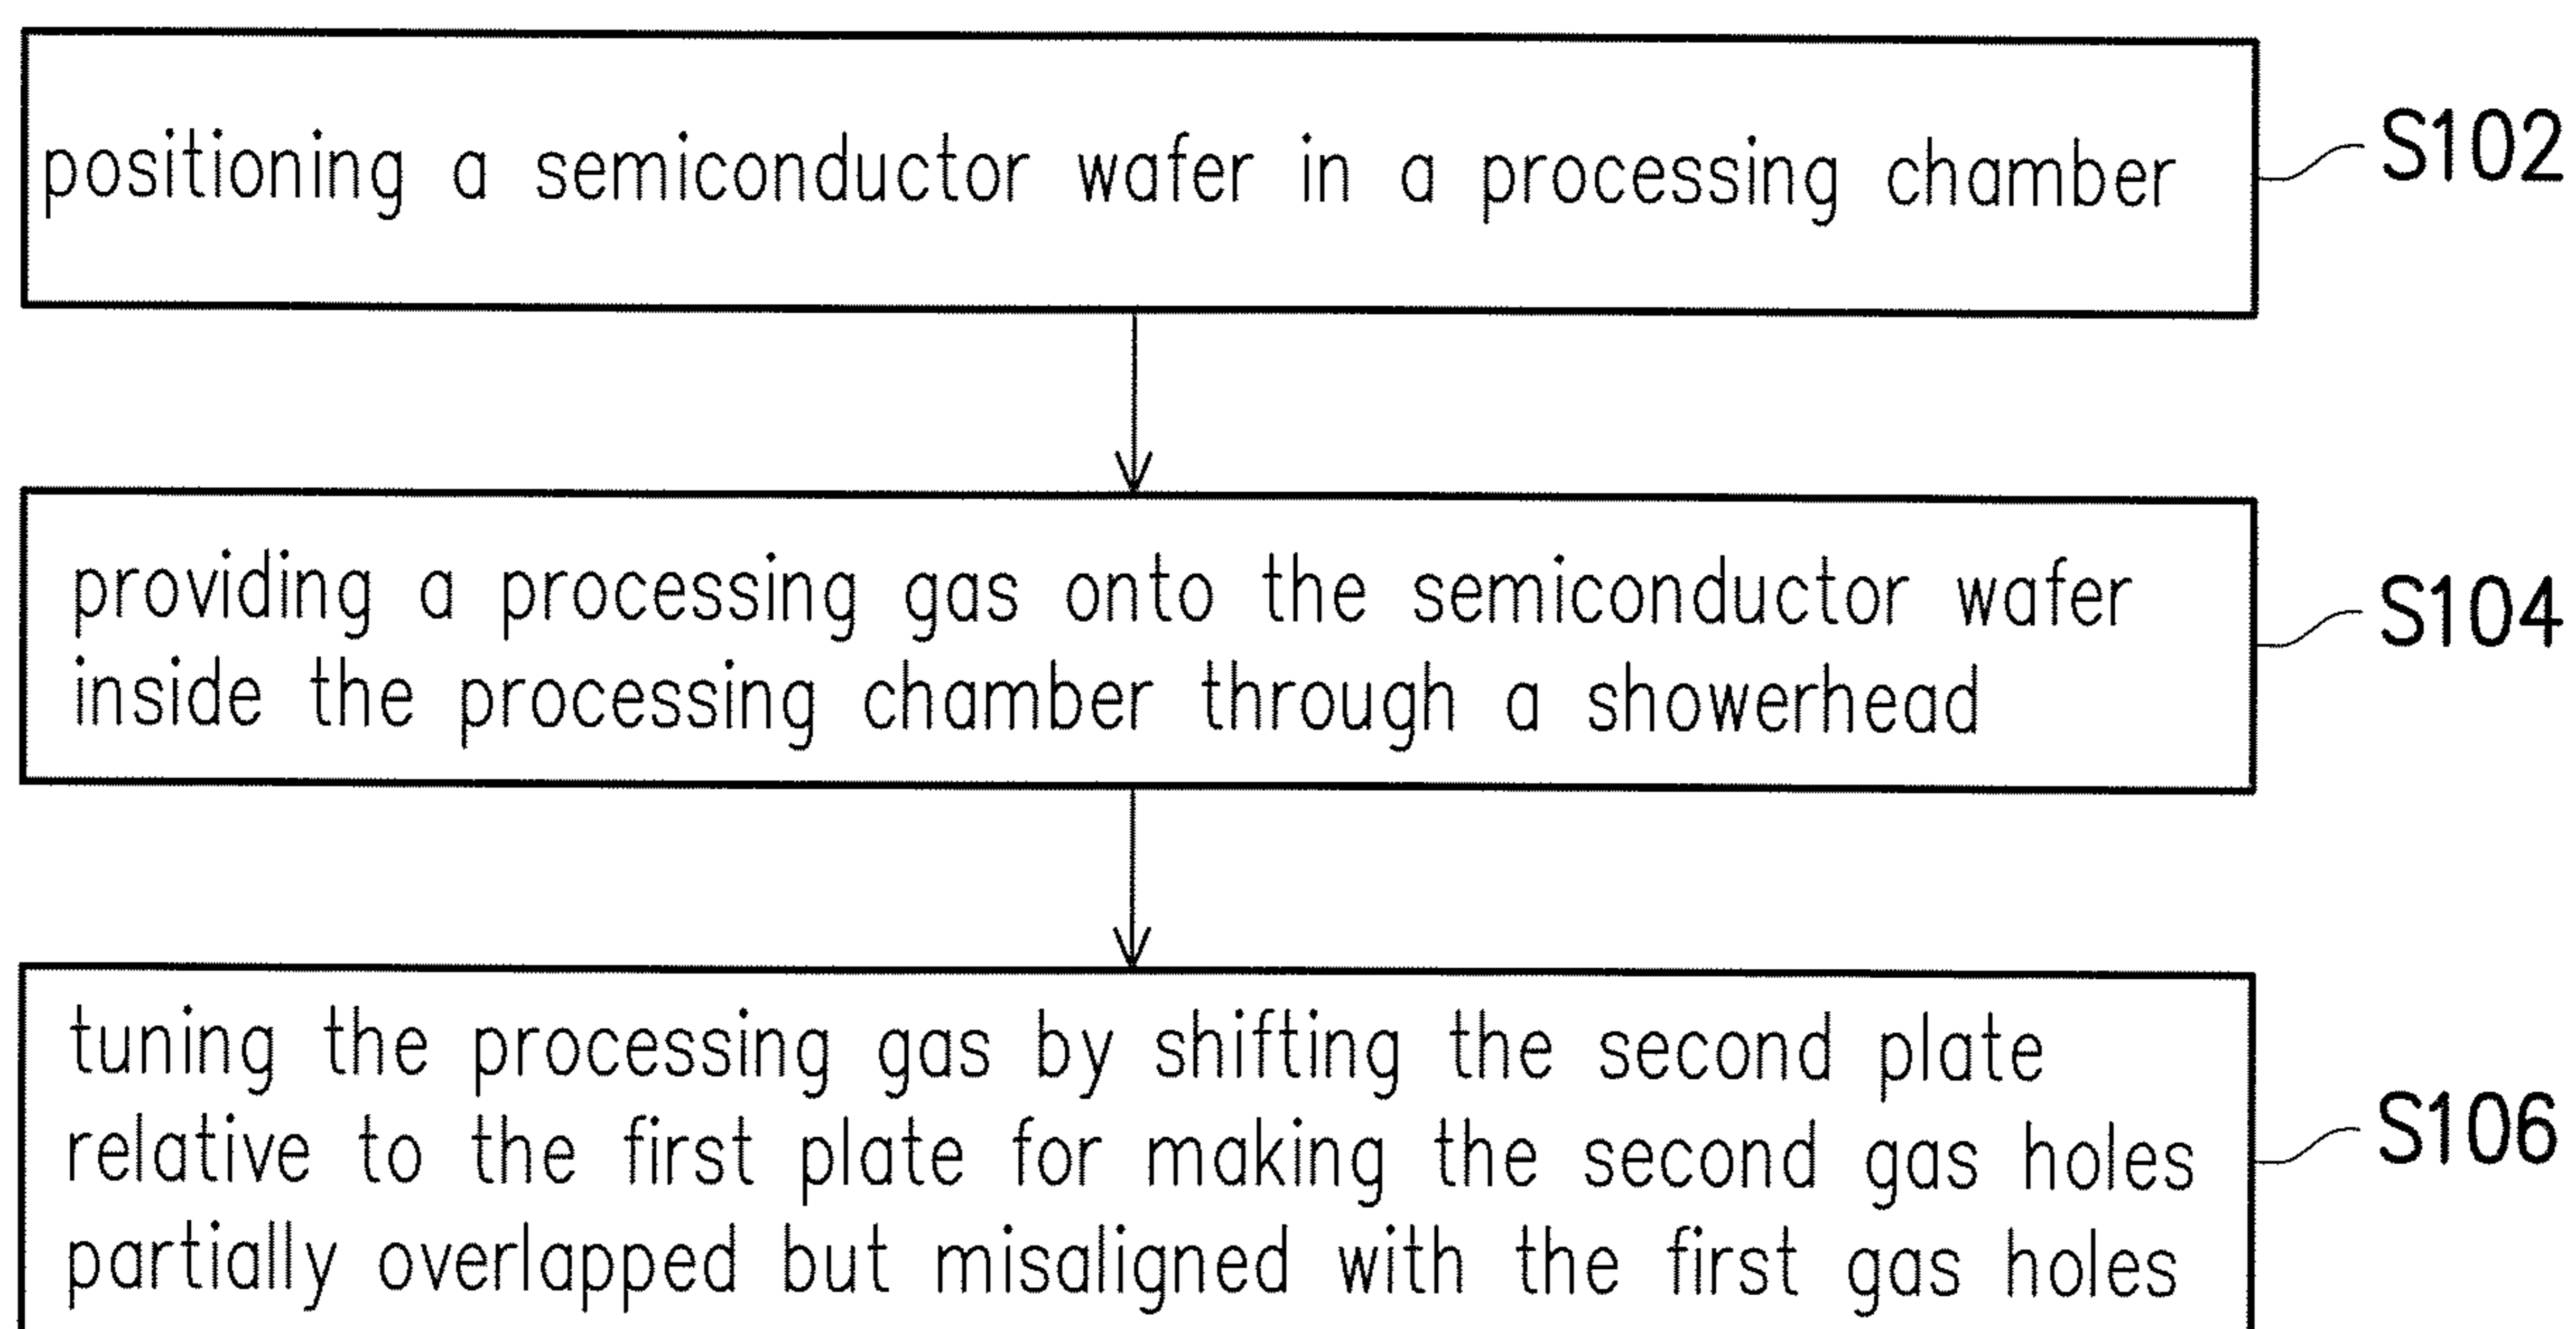 positioning a semiconductor wafer in a processing chamber
S102
providing a processing gas onto the semiconductor wafer
inside the processing chamber through a showerhead
S104
tuning the processing gas by shifting the second plate
relative to the first plate for making the second gas holes
partially overlapped but misaligned with the first gas holes
S106